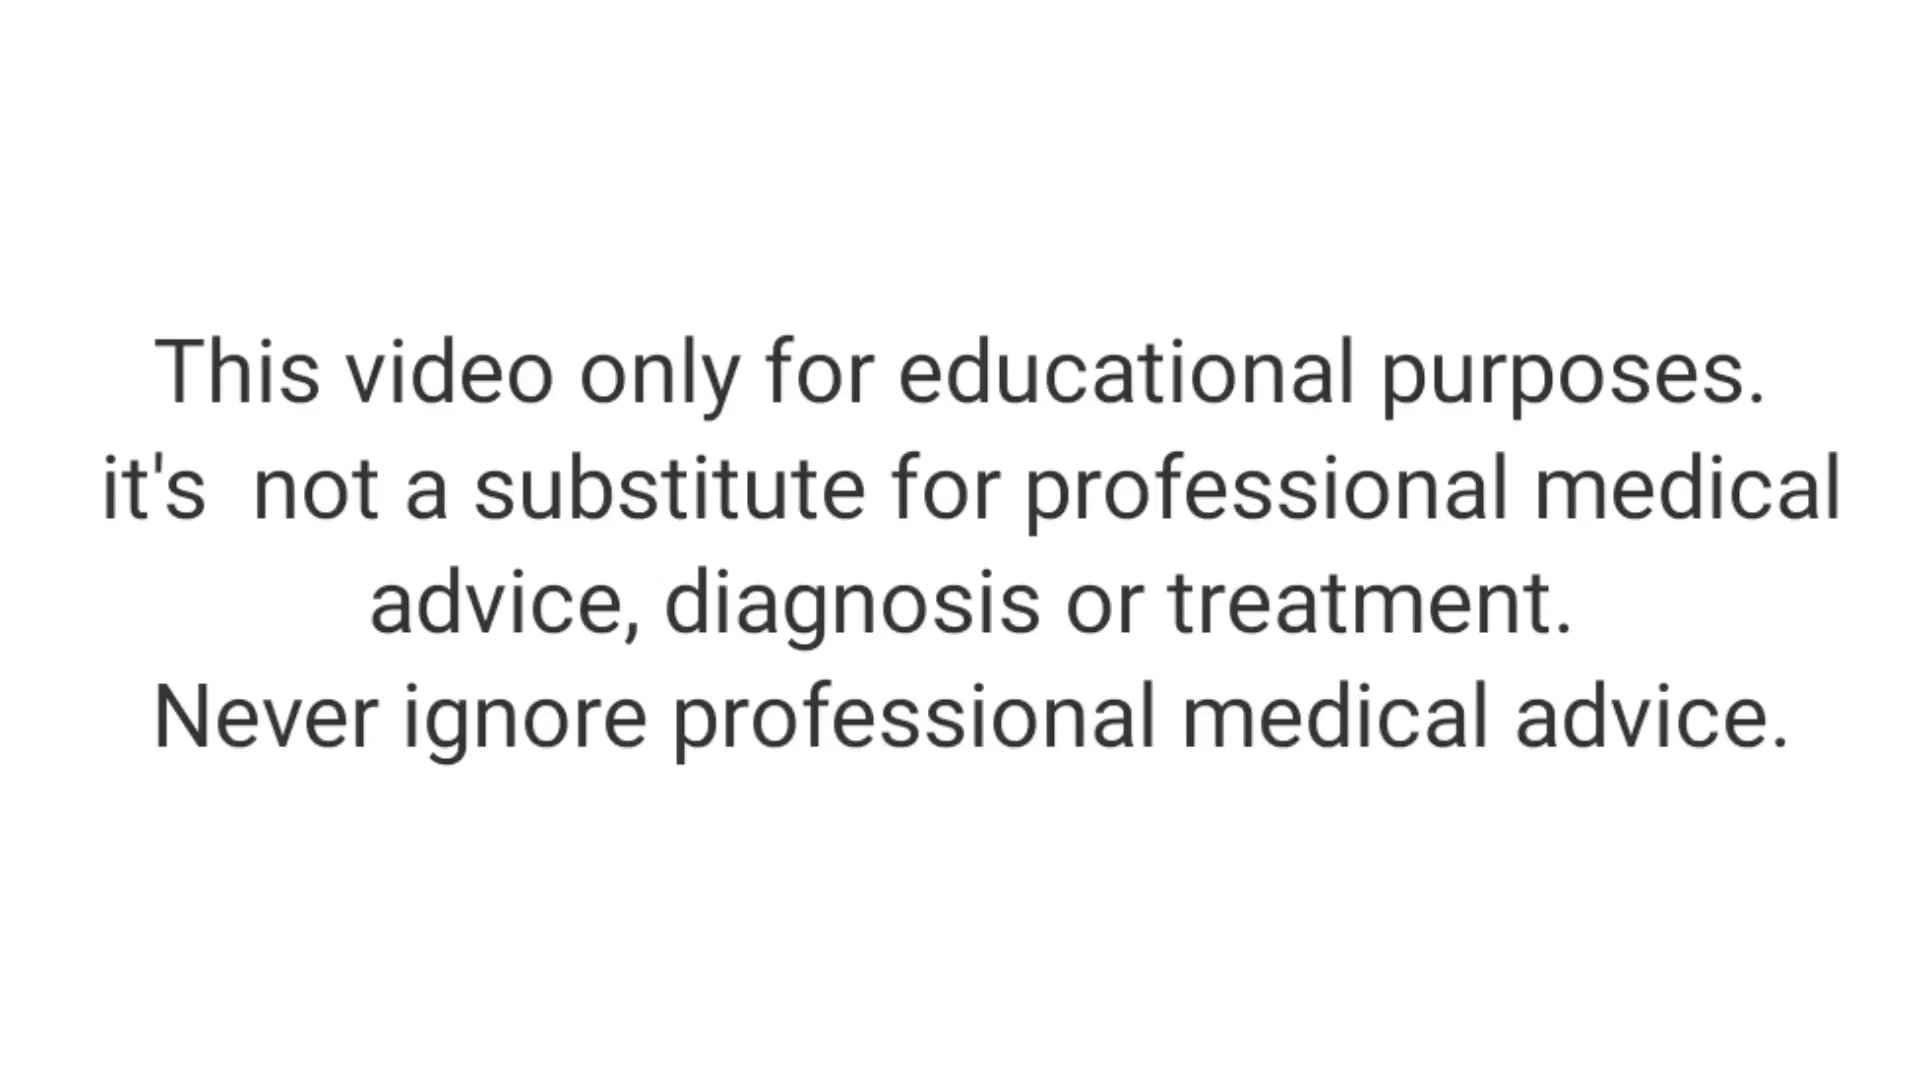 This video only for educational purposes.
it's  not a substitute for professional medical
advice, diagnosis or treatment.
Never ignore professional medical advice.